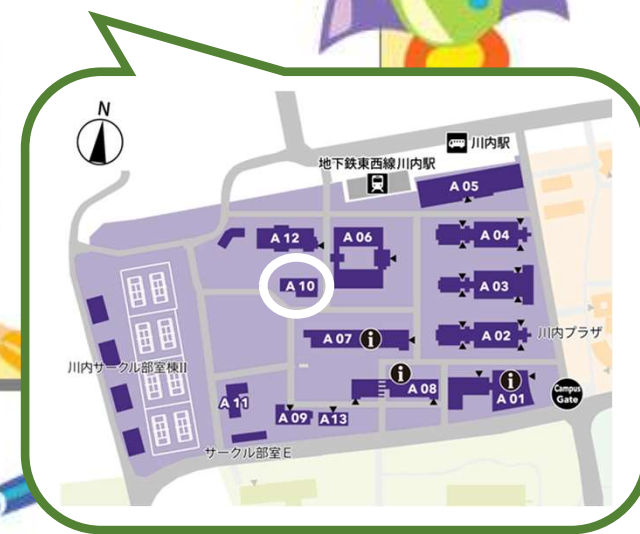 N
川内駅
地下鉄東西線川内駅
A 05
A 12
A 06
A 04
A 10
A 03
A 07
A 02
川内プラザ
川内サークル部室棟II
A 08
A 01
Campus
Gate
A 11
A 09
A 13
サークル部室E